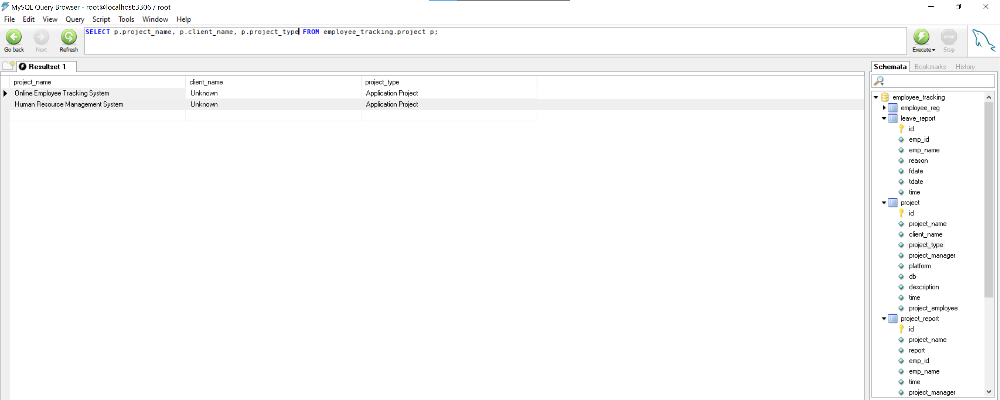 MySQL Query Browser - root@localhost:3306 / root
File Edit View Query Script Tools Window Help
SELECT p.project_name, p.client_name, p.project_type FROM employee_tracking.project p;
Go back Next Refresh Execute STOP Stop
Resultset 1
project_name client_name project_type
Online Employee Tracking System Unknown Application Project
Human Resource Management System Unknown Application Project
Schemata Bookmarks History
employee_tracking
employee_reg
leave_report
id
emp_id
emp_name
reason
fdate
tdate
time
project
id
project_name
client_name
project_type
project_manager
platform
db
description
time
project_employee
project_report
id
project_name
report
emp_id
emp_name
time
project_manager